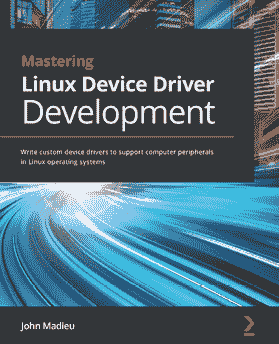 Mastering
Linux Device Driver
Development
Write custom device drivers to support computer peripherals
in Linux operating systems
John Madieu